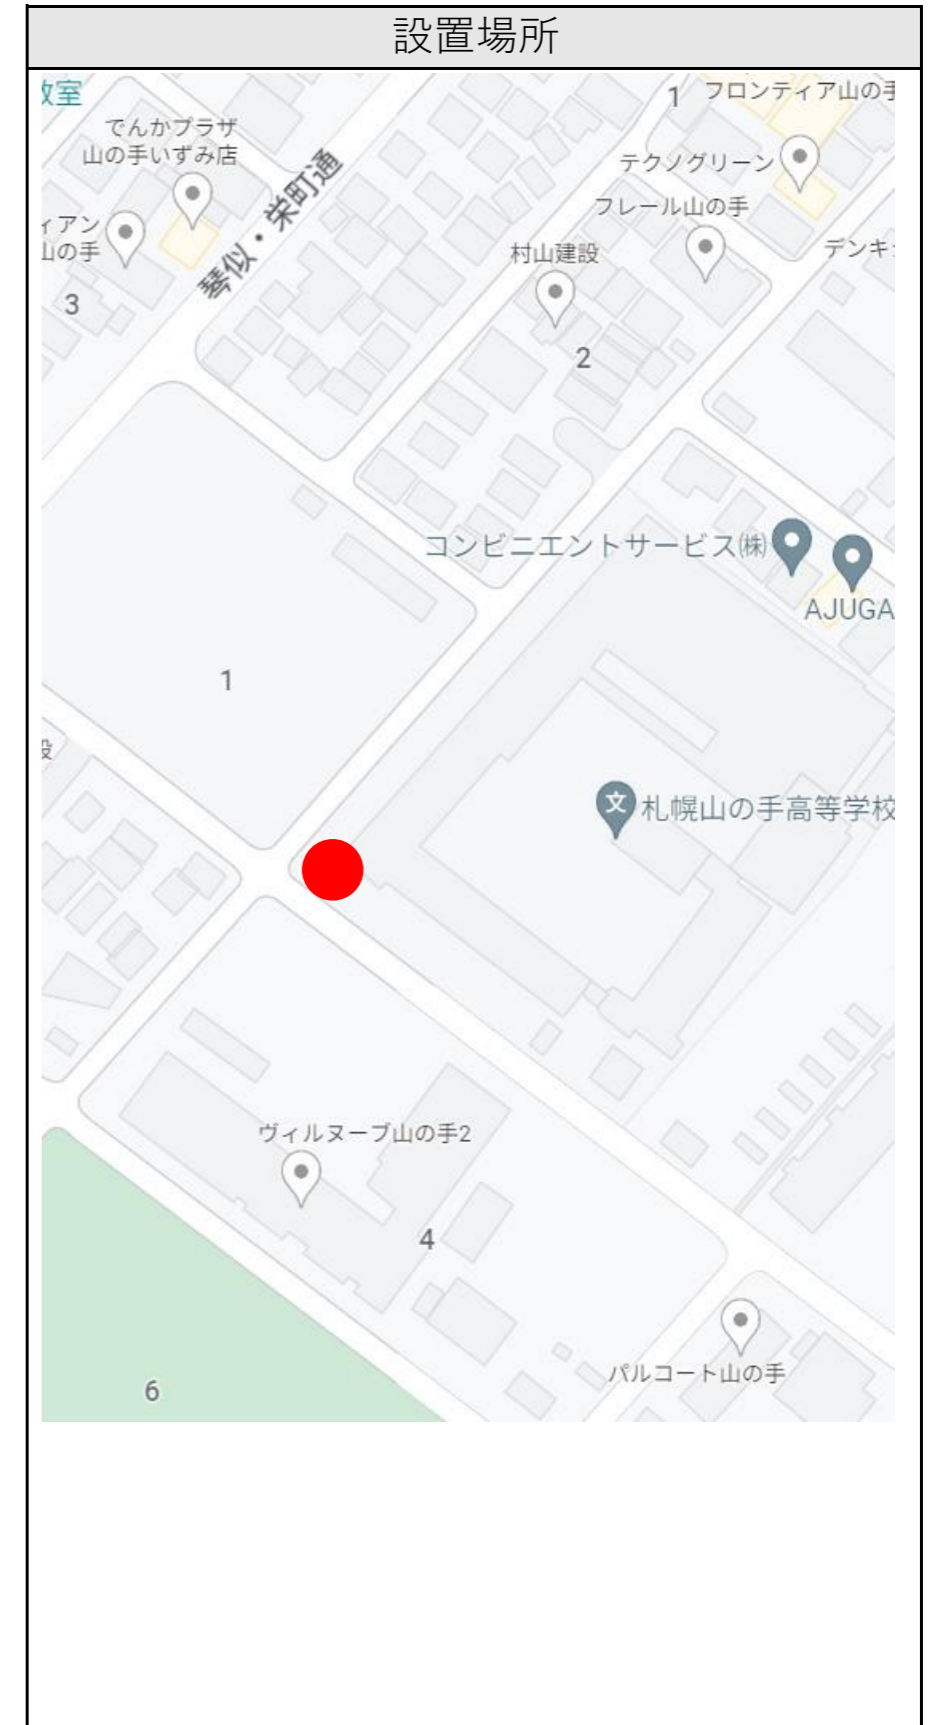 設置場所
教室
1 フロンティア山の手
でんかプラザ
山の手いずみ店
テクノグリーン
フレール山の手
ィアン
山の手
琴似・栄町通
村山建設
デンキ
3
2
コンビニエントサービス㈱
AJUGA
1
文 札幌山の手高等学校
ヴィルヌーブ山の手2
4
パルコート山の手
6